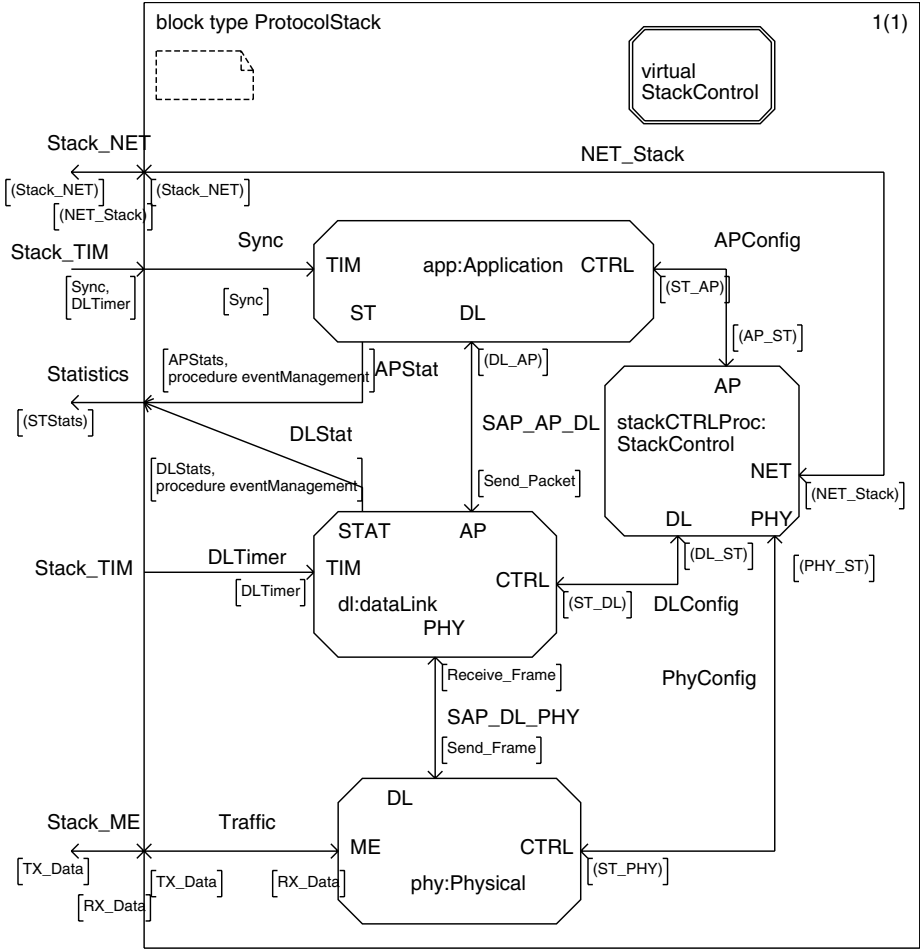 block type ProtocolStack
1(1)
virtual
StackControl
Stack_NET
NET_Stack
(Stack_NET)
(Stack_NET)
(NET_Stack)
Stack_TIM
Sync
Sync,
DLTimer
Sync
TIM
app:Application
CTRL
ST
DL
APConfig
(ST_AP)
(AP_ST)
APStats,
procedure eventManagement
APStat
(DL_AP)
Statistics
(STStats)
DLStat
SAP_AP_DL
AP
stackCTRLProc:
StackControl
NET
(NET_Stack)
DL
PHY
DLStats,
procedure eventManagement
Send_Packet
STAT
AP
(DL_ST)
(PHY_ST)
Stack_TIM
DLTimer
DLTimer
TIM
CTRL
dl:dataLink
PHY
(ST_DL)
DLConfig
Receive_Frame
PhyConfig
SAP_DL_PHY
Send_Frame
DL
Stack_ME
Traffic
ME
CTRL
TX_Data
TX_Data
RX_Data
RX_Data
phy:Physical
(ST_PHY)